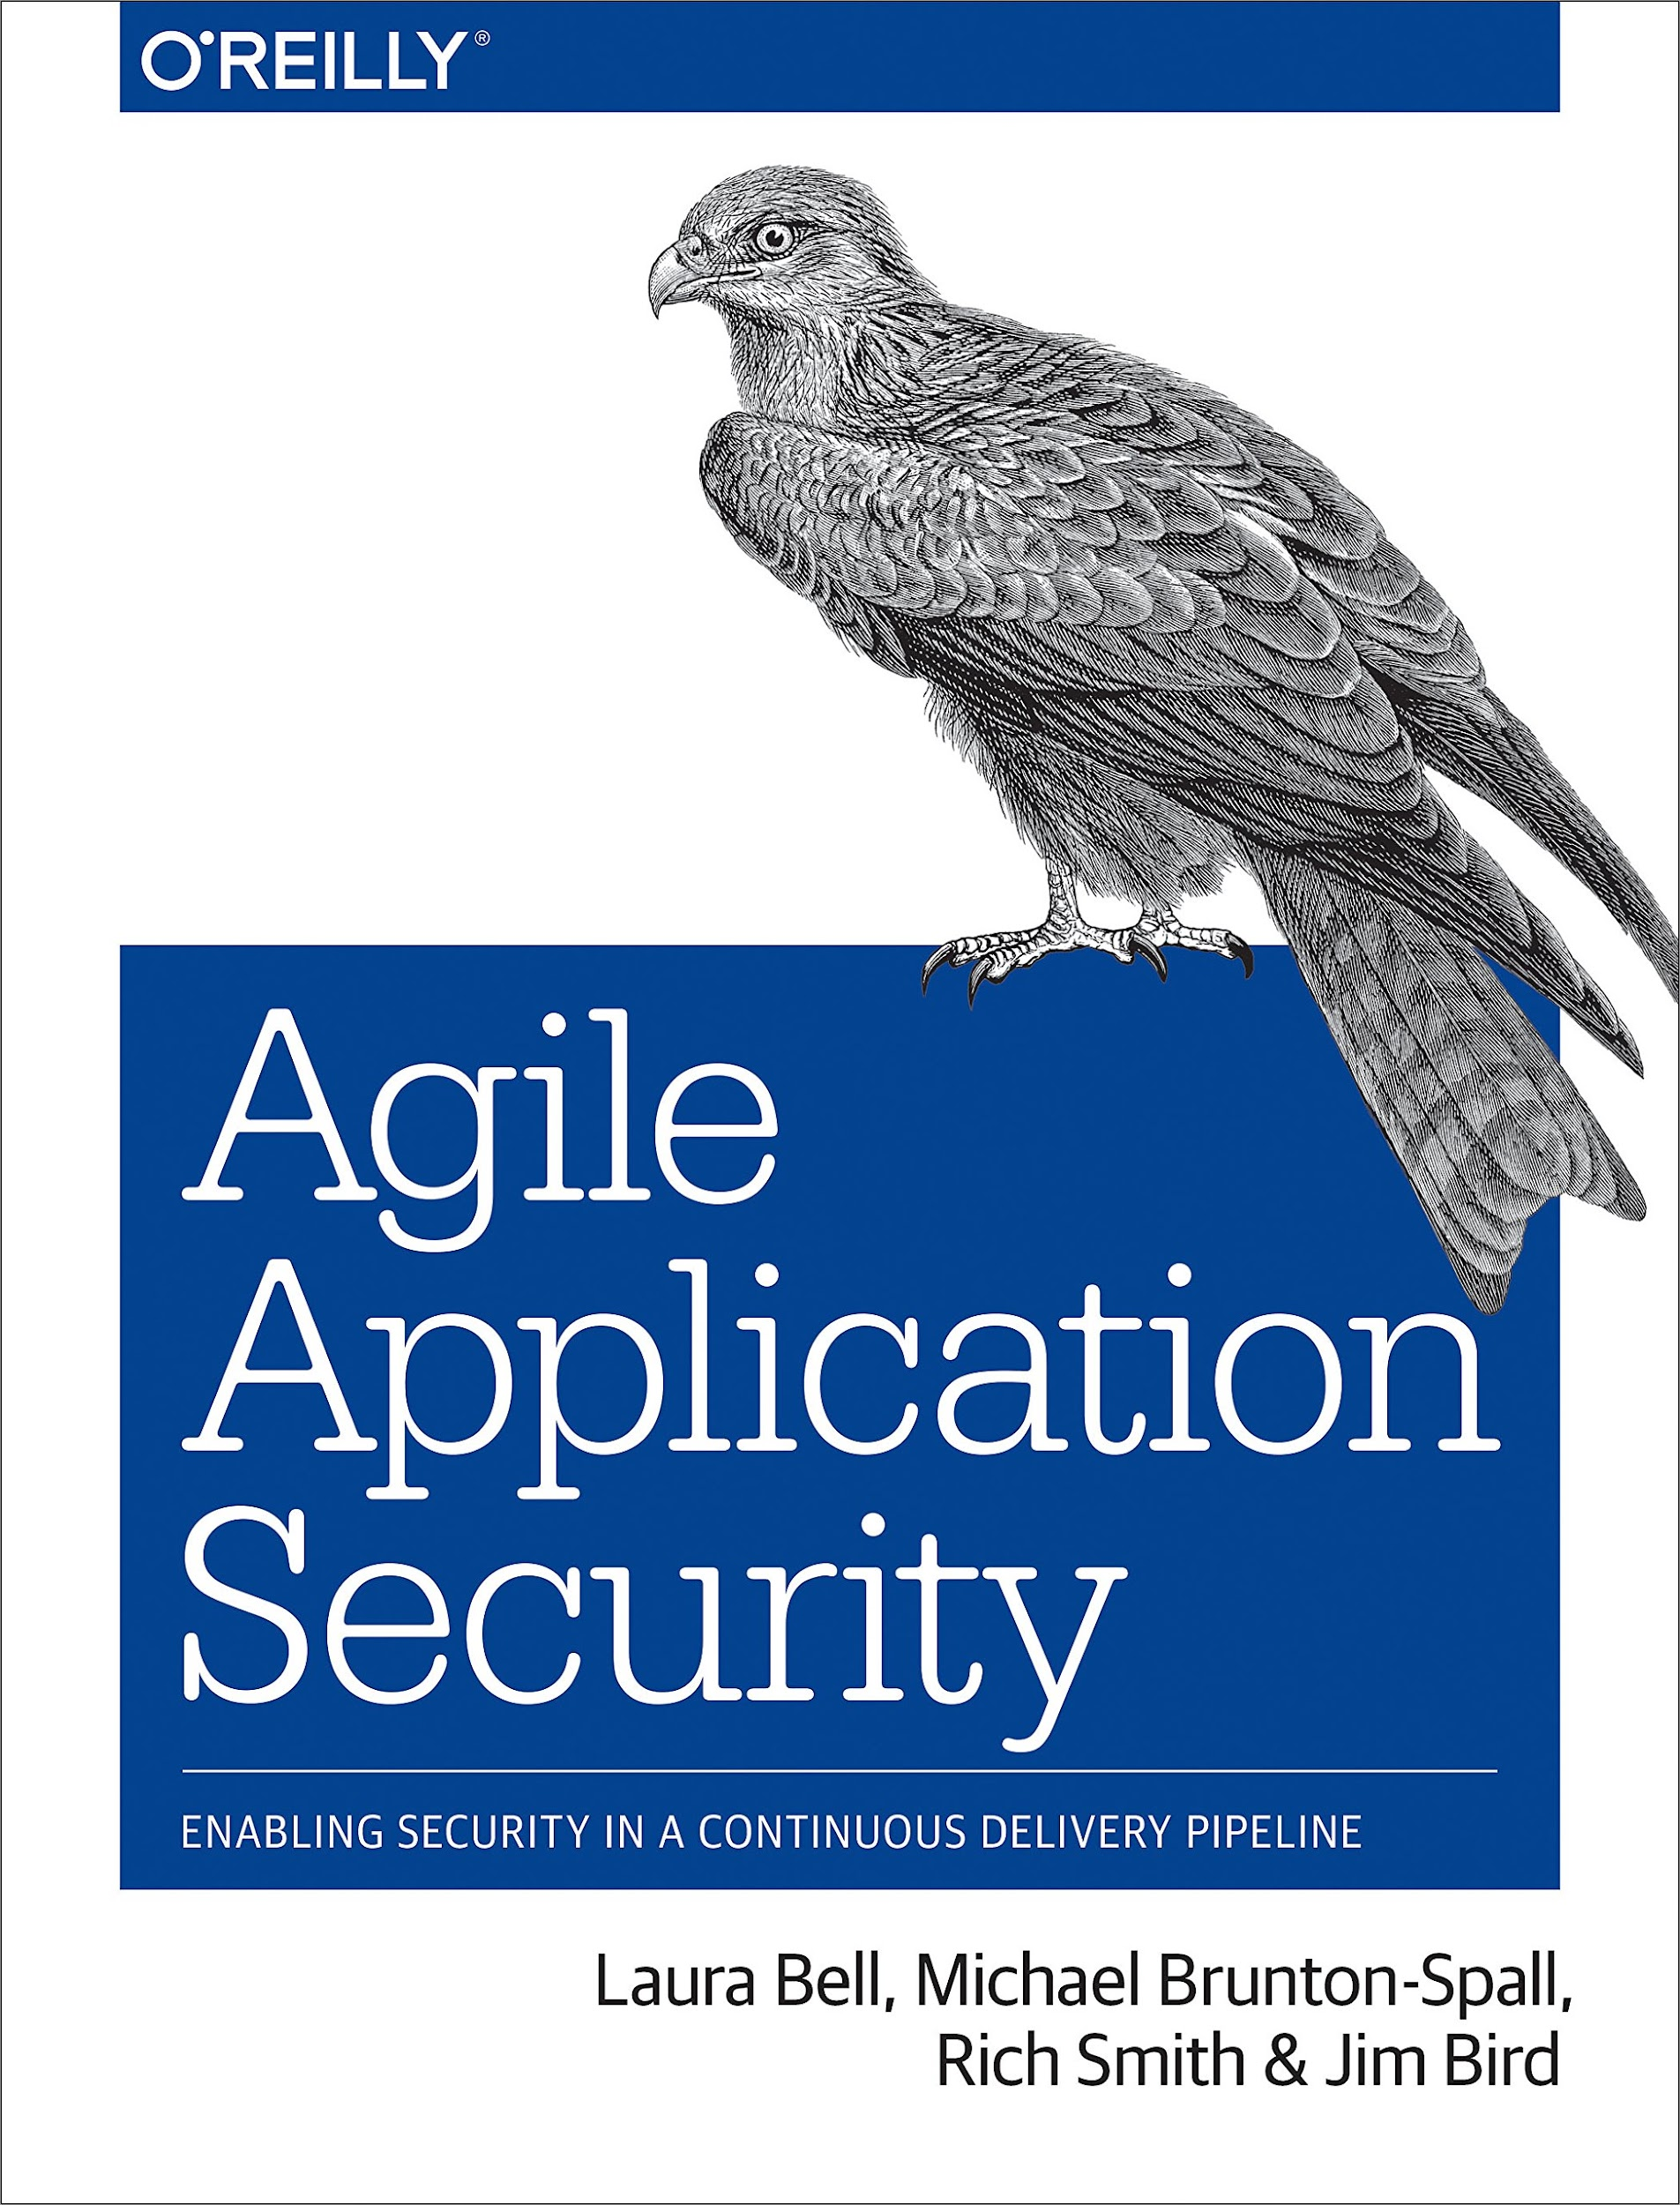 O'REILLY®
Agile
Application
Security
ENABLING SECURITY IN A CONTINUOUS DELIVERY PIPELINE
Laura Bell, Michael Brunton-Spall,
Rich Smith & Jim Bird